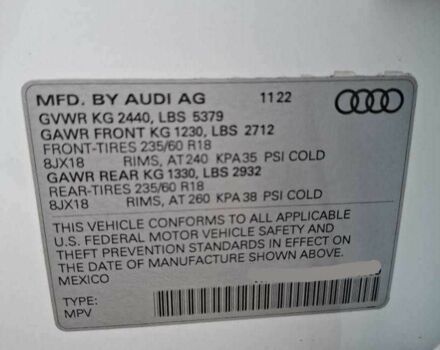 MFD. BY AUDI AG 11 22
GVWR KG 2440, LBS 5379
GAWR FRONT KG 1230, LBS 2712
FRONT-TIRES 235/60 R18
8JX18 RIMS, AT 240 KPA 35 PSI COLD
GAWR REAR KG 1330, LBS 2932
REAR-TIRES 235/60 R18
8JX18 RIMS, AT 260 KPA 38 PSI COLD
THIS VEHICLE CONFORMS TO ALL APPLICABLE
U.S. FEDERAL MOTOR VEHICLE SAFETY AND
THEFT PREVENTION STANDARDS IN EFFECT ON
THE DATE OF MANUFACTURE SHOWN ABOVE.
MEXICO
TYPE:
MPV